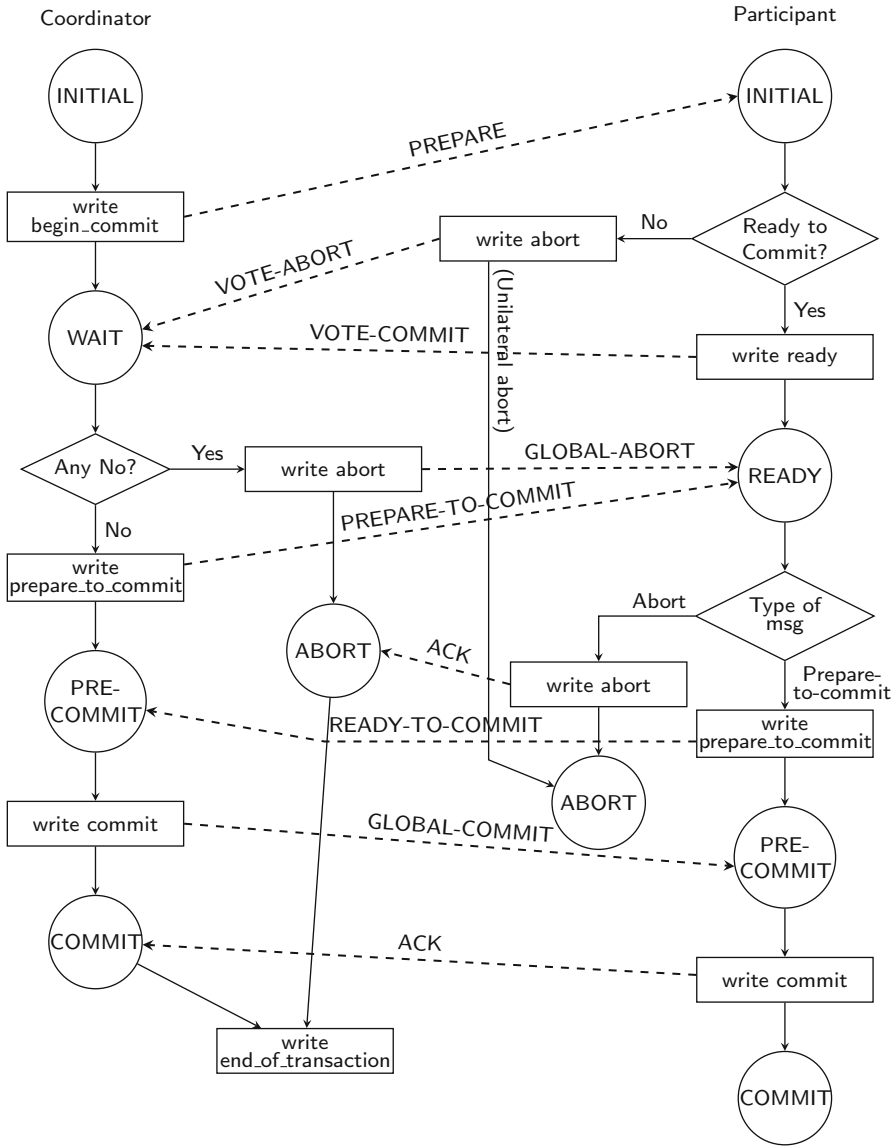 Coordinator
Participant
INITIAL
INITIAL
PREPARE
write
begin_commit
write abort
No
Ready to
Commit?
VOTE-ABORT
(Unilateral abort)
Yes
WAIT
VOTE-COMMIT
write ready
Any No?
Yes
write abort
GLOBAL-ABORT
READY
PREPARE-TO-COMMIT
No
write
prepare_to_commit
Abort
Type of
msg
ABORT
ACK
write abort
Prepare-
to-commit
PRE-
COMMIT
READY-TO-COMMIT
write
prepare_to_commit
ABORT
write commit
GLOBAL-COMMIT
PRE-
COMMIT
COMMIT
ACK
write commit
write
end_of_transaction
COMMIT